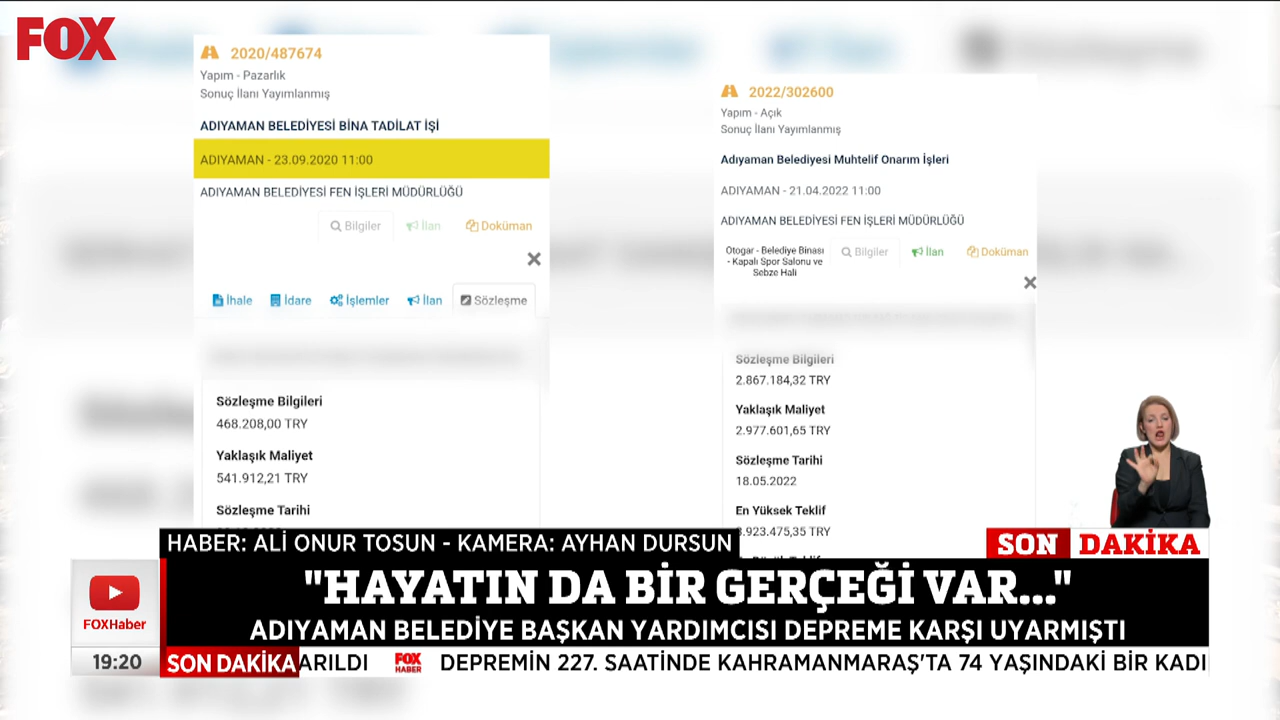 FOX
2020/487674
Yapım - Pazarlık
Sonuç İlanı Yayımlanmış
ADIYAMAN BELEDİYESİ BİNA TADİLAT İŞİ
ADIYAMAN - 23.09.2020 11:00
ADIYAMAN BELEDİYESİ FEN İŞLERİ MÜDÜRLÜĞÜ
Bilgiler İlan Doküman
İhale İdare İşlemler İlan Sözleşme
Sözleşme Bilgileri
468.208,00 TRY
Yaklaşık Maliyet
541.912,21 TRY
Sözleşme Tarihi
2022/302600
Yapım - Açık
Sonuç İlanı Yayımlanmış
Adıyaman Belediyesi Muhtelif Onarım İşleri
ADIYAMAN - 21.04.2022 11:00
ADIYAMAN BELEDİYESİ FEN İŞLERİ MÜDÜRLÜĞÜ
Otogar - Belediye Binası
- Kapalı Spor Salonu ve
Sebze Hali
Bilgiler İlan Doküman
Sözleşme Bilgileri
2.867.184,32 TRY
Yaklaşık Maliyet
2.977.601,65 TRY
Sözleşme Tarihi
18.05.2022
En Yüksek Teklif
3.923.475,35 TRY
HABER: ALİ ONUR TOSUN - KAMERA: AYHAN DURSUN
SON DAKİKA
"HAYATIN DA BİR GERÇEĞİ VAR..."
ADIYAMAN BELEDİYE BAŞKAN YARDIMCISI DEPREME KARŞI UYARMIŞTI
FOXHaber
19:20
SON DAKİKA ARILDI FOX HABER DEPREMİN 227. SAATİNDE KAHRAMANMARAŞ'TA 74 YAŞINDAKİ BİR KADI